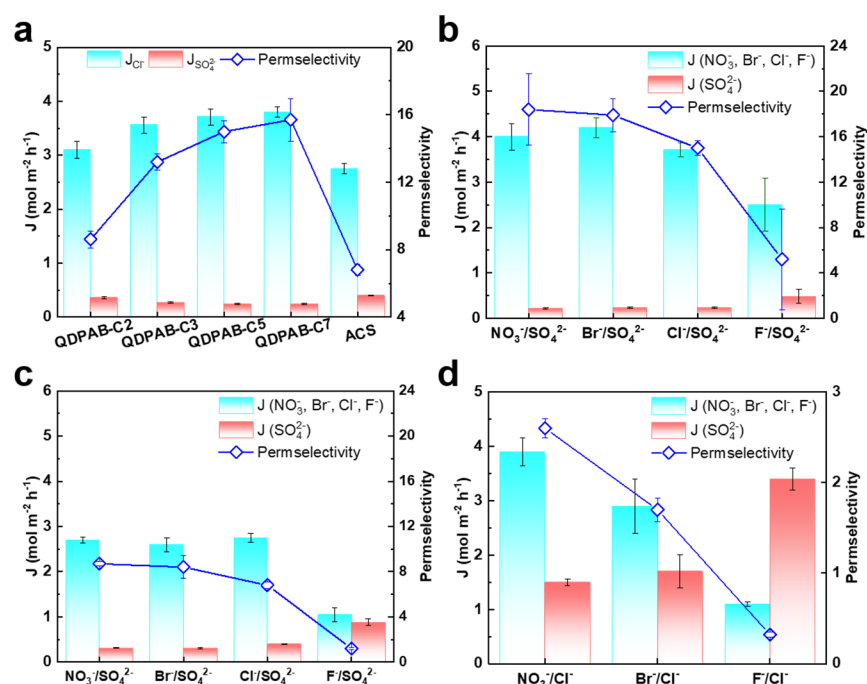 a
J_Cl⁻ J_SO₄²⁻ Permselectivity
J (mol m⁻² h⁻¹)
5
4
3
2
1
0
20
16
12
8
4
Permselectivity
QDPAB-C2 QDPAB-C3 QDPAB-C5 QDPAB-C7 ACS
b
J (NO₃⁻, Br⁻, Cl⁻, F⁻)
J (SO₄²⁻)
Permselectivity
J (mol m⁻² h⁻¹)
6
5
4
3
2
1
0
24
20
16
12
8
4
0
Permselectivity
NO₃⁻/SO₄²⁻ Br⁻/SO₄²⁻ Cl⁻/SO₄²⁻ F⁻/SO₄²⁻
c
J (NO₃⁻, Br⁻, Cl⁻, F⁻)
J (SO₄²⁻)
Permselectivity
J (mol m⁻² h⁻¹)
6
5
4
3
2
1
0
24
20
16
12
8
4
0
Permselectivity
NO₃⁻/SO₄²⁻ Br⁻/SO₄²⁻ Cl⁻/SO₄²⁻ F⁻/SO₄²⁻
d
J (NO₃⁻, Br⁻, Cl⁻, F⁻)
J (SO₄²⁻)
Permselectivity
J (mol m⁻² h⁻¹)
5
4
3
2
1
0
3
2
1
0
Permselectivity
NO₃⁻/Cl⁻ Br⁻/Cl⁻ F⁻/Cl⁻